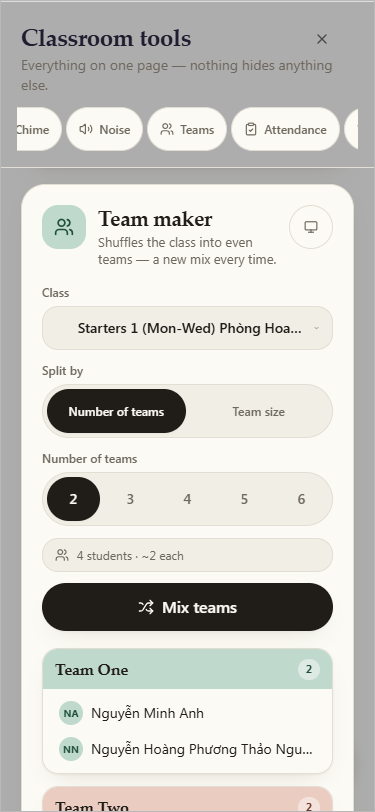 Classroom tools
Everything on one page — nothing hides anything
else.
Chime
Noise
Teams
Attendance
Team maker
Shuffles the class into even
teams — a new mix every time.
Class
Starters 1 (Mon-Wed) Phòng Hoa...
Split by
Number of teams
Team size
Number of teams
2
3
4
5
6
4 students · ~2 each
Mix teams
Team One
2
NA
Nguyễn Minh Anh
NN
Nguyễn Hoàng Phương Thảo Ngu...
Team Two
2